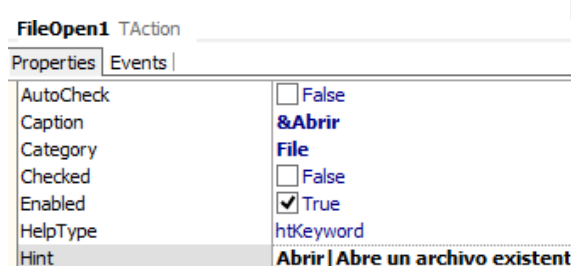 FileOpen1 TAction
Properties Events
AutoCheck False
Caption &Abrir
Category File
Checked False
Enabled True
HelpType htKeyword
Hint Abrir|Abre un archivo existent